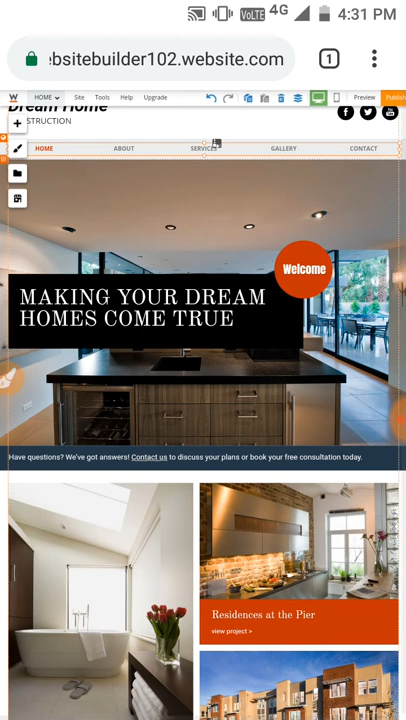 VoLTE 4G 4:31 PM
ebsitebuilder102.website.com 1
W HOME Site Tools Help Upgrade Preview Publish
Dream Home
STRUCTION
HOME ABOUT SERVICES GALLERY CONTACT
Welcome
MAKING YOUR DREAM
HOMES COME TRUE
Have questions? We've got answers! Contact us to discuss your plans or book your free consultation today.
Residences at the Pier
view project >